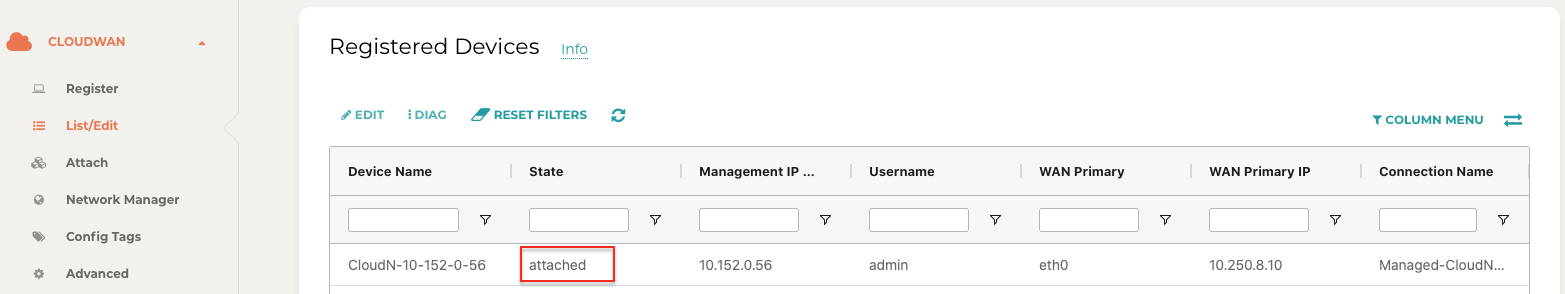 CLOUDWAN
Register
List/Edit
Attach
Network Manager
Config Tags
Advanced
Registered Devices Info
EDIT DIAG RESET FILTERS
COLUMN MENU
Device Name State Management IP ... Username WAN Primary WAN Primary IP Connection Name
CloudN-10-152-0-56 attached 10.152.0.56 admin eth0 10.250.8.10 Managed-CloudN...